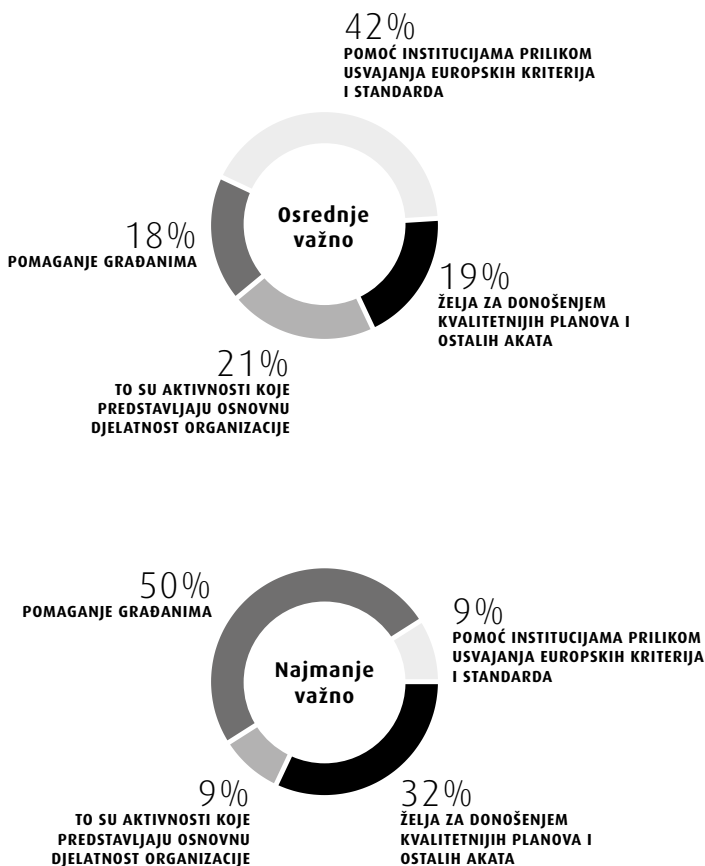 42%
POMOĆ INSTITUCIJAMA PRILIKOM
USVAJANJA EUROPSKIH KRITERIJA
I STANDARDA
Osrednje
važno
18%
POMAGANJE GRAĐANIMA
19%
ŽELJA ZA DONOŠENJEM
KVALITETNIJIH PLANOVA I
OSTALIH AKATA
21%
TO SU AKTIVNOSTI KOJE
PREDSTAVLJAJU OSNOVNU
DJELATNOST ORGANIZACIJE
50%
POMAGANJE GRAĐANIMA
9%
POMOĆ INSTITUCIJAMA PRILIKOM
USVAJANJA EUROPSKIH KRITERIJA
I STANDARDA
Najmanje
važno
9%
TO SU AKTIVNOSTI KOJE
PREDSTAVLJAJU OSNOVNU
DJELATNOST ORGANIZACIJE
32%
ŽELJA ZA DONOŠENJEM
KVALITETNIJIH PLANOVA I
OSTALIH AKATA